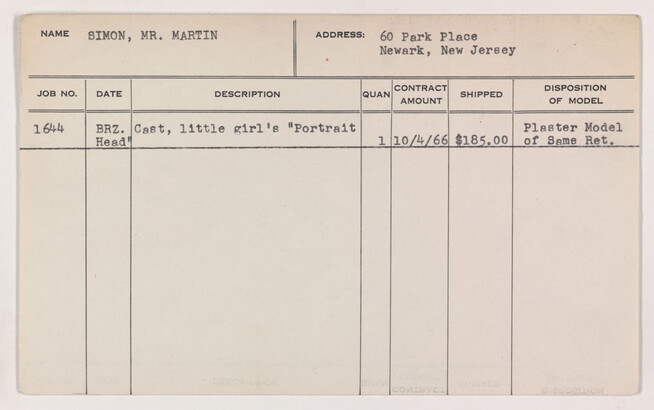 NAME SIMON, MR. MARTIN ADDRESS: 60 Park Place
Newark, New Jersey
JOB NO. DATE DESCRIPTION QUAN CONTRACT AMOUNT SHIPPED DISPOSITION OF MODEL
1644 BRZ. Cast, little girl's "Portrait Plaster Model
Head" 1 10/4/66 $185.00 of Same Ret.